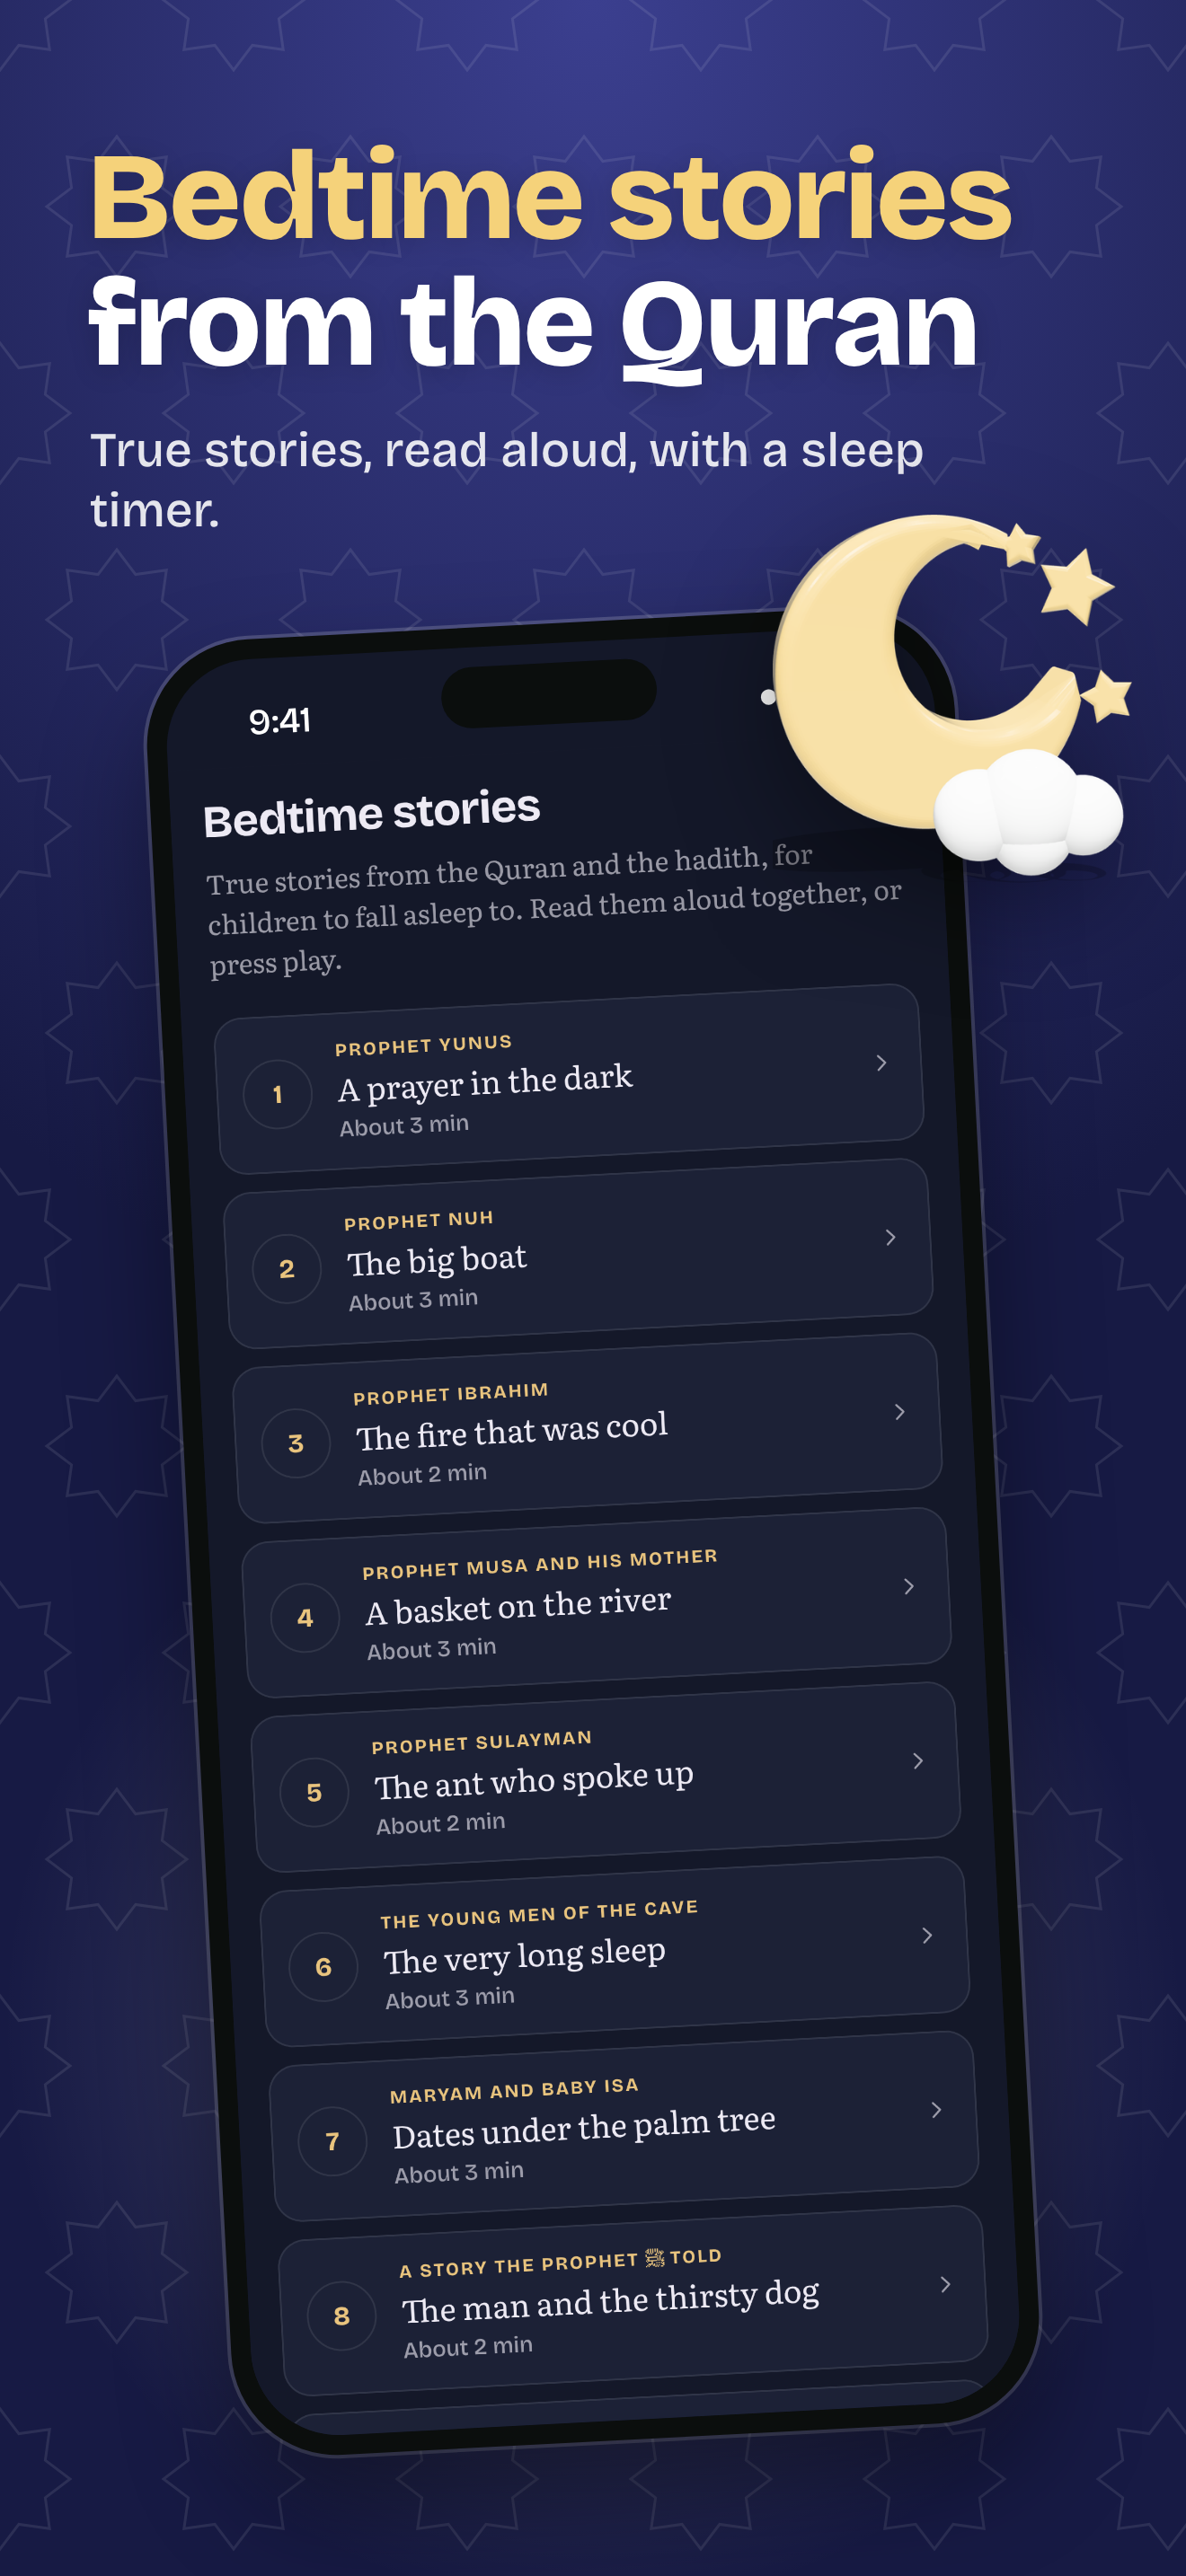 Bedtime stories
from the Quran
True stories, read aloud, with a sleep
timer.
9:41
Bedtime stories
True stories from the Quran and the hadith, for
children to fall asleep to. Read them aloud together, or
press play.
1
PROPHET YUNUS
A prayer in the dark
About 3 min
2
PROPHET NUH
The big boat
About 3 min
3
PROPHET IBRAHIM
The fire that was cool
About 2 min
4
PROPHET MUSA AND HIS MOTHER
A basket on the river
About 3 min
5
PROPHET SULAYMAN
The ant who spoke up
About 2 min
6
THE YOUNG MEN OF THE CAVE
The very long sleep
About 3 min
7
MARYAM AND BABY ISA
Dates under the palm tree
About 3 min
8
A STORY THE PROPHET ﷺ TOLD
The man and the thirsty dog
About 2 min